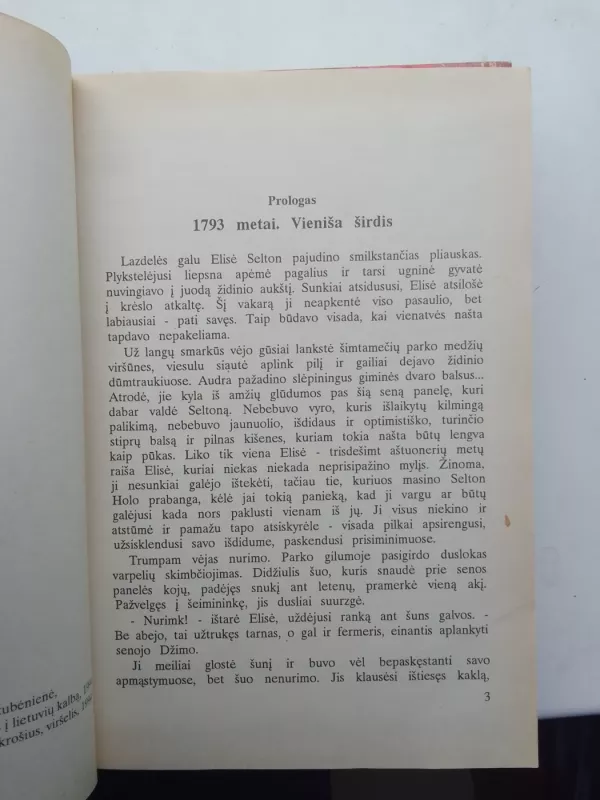 Prologas
1793 metai. Vieniša širdis
Lazdelės galu Elisė Selton pajudino smilkstančias pliauskas.
Plykstelėjusi liepsna apėmė pagalius ir tarsi ugninė gyvatė
nuvingiavo į juodą židinio aukštį. Sunkiai atsidususi, Elisė atsilošė
į krėslo atkaltę. Šį vakarą ji neapkentė viso pasaulio, bet
labiausiai - pati savęs. Taip būdavo visada, kai vienatvės našta
tapdavo nepakeliama.
Už langų smarkūs vėjo gūsiai lankstė šimtamečių parko medžių
viršūnes, viesulu siautė aplink pilį ir gailiai dejavo židinio
dūmtraukiuose. Audra pažadino slėpiningus giminės dvaro balsus...
Atrodė, jie kyla iš amžių glūdumos pas šią seną panelę, kuri
dabar valdė Seltoną. Nebebuvo vyro, kuris išlaikytų kilmingą
palikimą, nebebuvo jaunuolio, išdidaus ir optimistiško, turinčio
stiprų balsą ir pilnas kišenes, kuriam tokia našta būtų lengva
kaip pūkas. Liko tik viena Elisė - trisdešimt aštuonerių metų
raiša Elisė, kuriai niekas niekada neprisipažino mylįs. Žinoma,
ji nesunkiai galėjo ištekėti, tačiau tie, kuriuos masino Selton
Holo prabanga, kėlė jai tokią panieką, kad ji vargu ar būtų
galėjusi kada nors paklusti vienam iš jų. Ji visus niekino ir
atstūmė ir pamažu tapo atsiskyrėle - visada pilkai apsirengusi,
užsisklendusi savo išdidume, paskendusi prisiminimuose.
Trumpam vėjas nurimo. Parko gilumoje pasigirdo duslokas
varpelių skimbčiojimas. Didžiulis šuo, kuris snaudė prie senos
panelės kojų, padėjęs snukį ant letenų, pramerkė vieną akį.
Pažvelgęs į šeimininkę, jis dusliai suurzgė.
- Nurimk! - ištarė Elisė, uždėjusi ranką ant šuns galvos. -
Be abejo, tai užtrukęs tarnas, o gal ir fermeris, einantis aplankyti
senojo Džimo.
Ji meiliai glostė šunį ir buvo vėl bepaskęstanti savo
apmąstymuose, bet šuo nenurimo. Jis klausėsi ištiesęs kaklą,
3
tubėnienė,
į lietuvių kalbą,
krošius, viršelis,